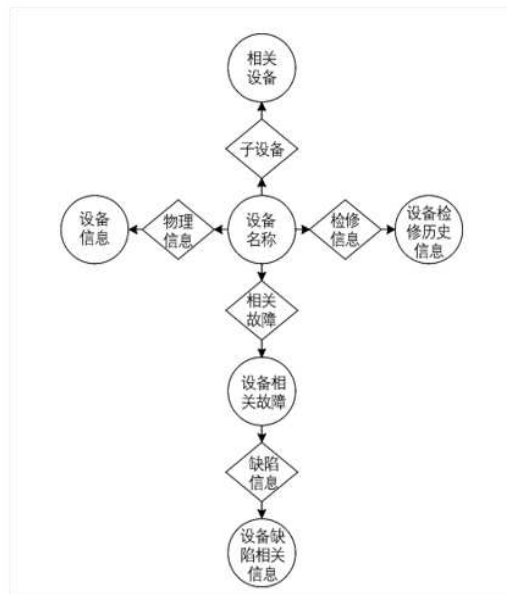 相关
设备
子设备
设备
信息
物理
信息
设备
名称
检修
信息
设备检
修历史
信息
相关
故障
设备相
关故障
缺陷
信息
设备缺
陷相关
信息